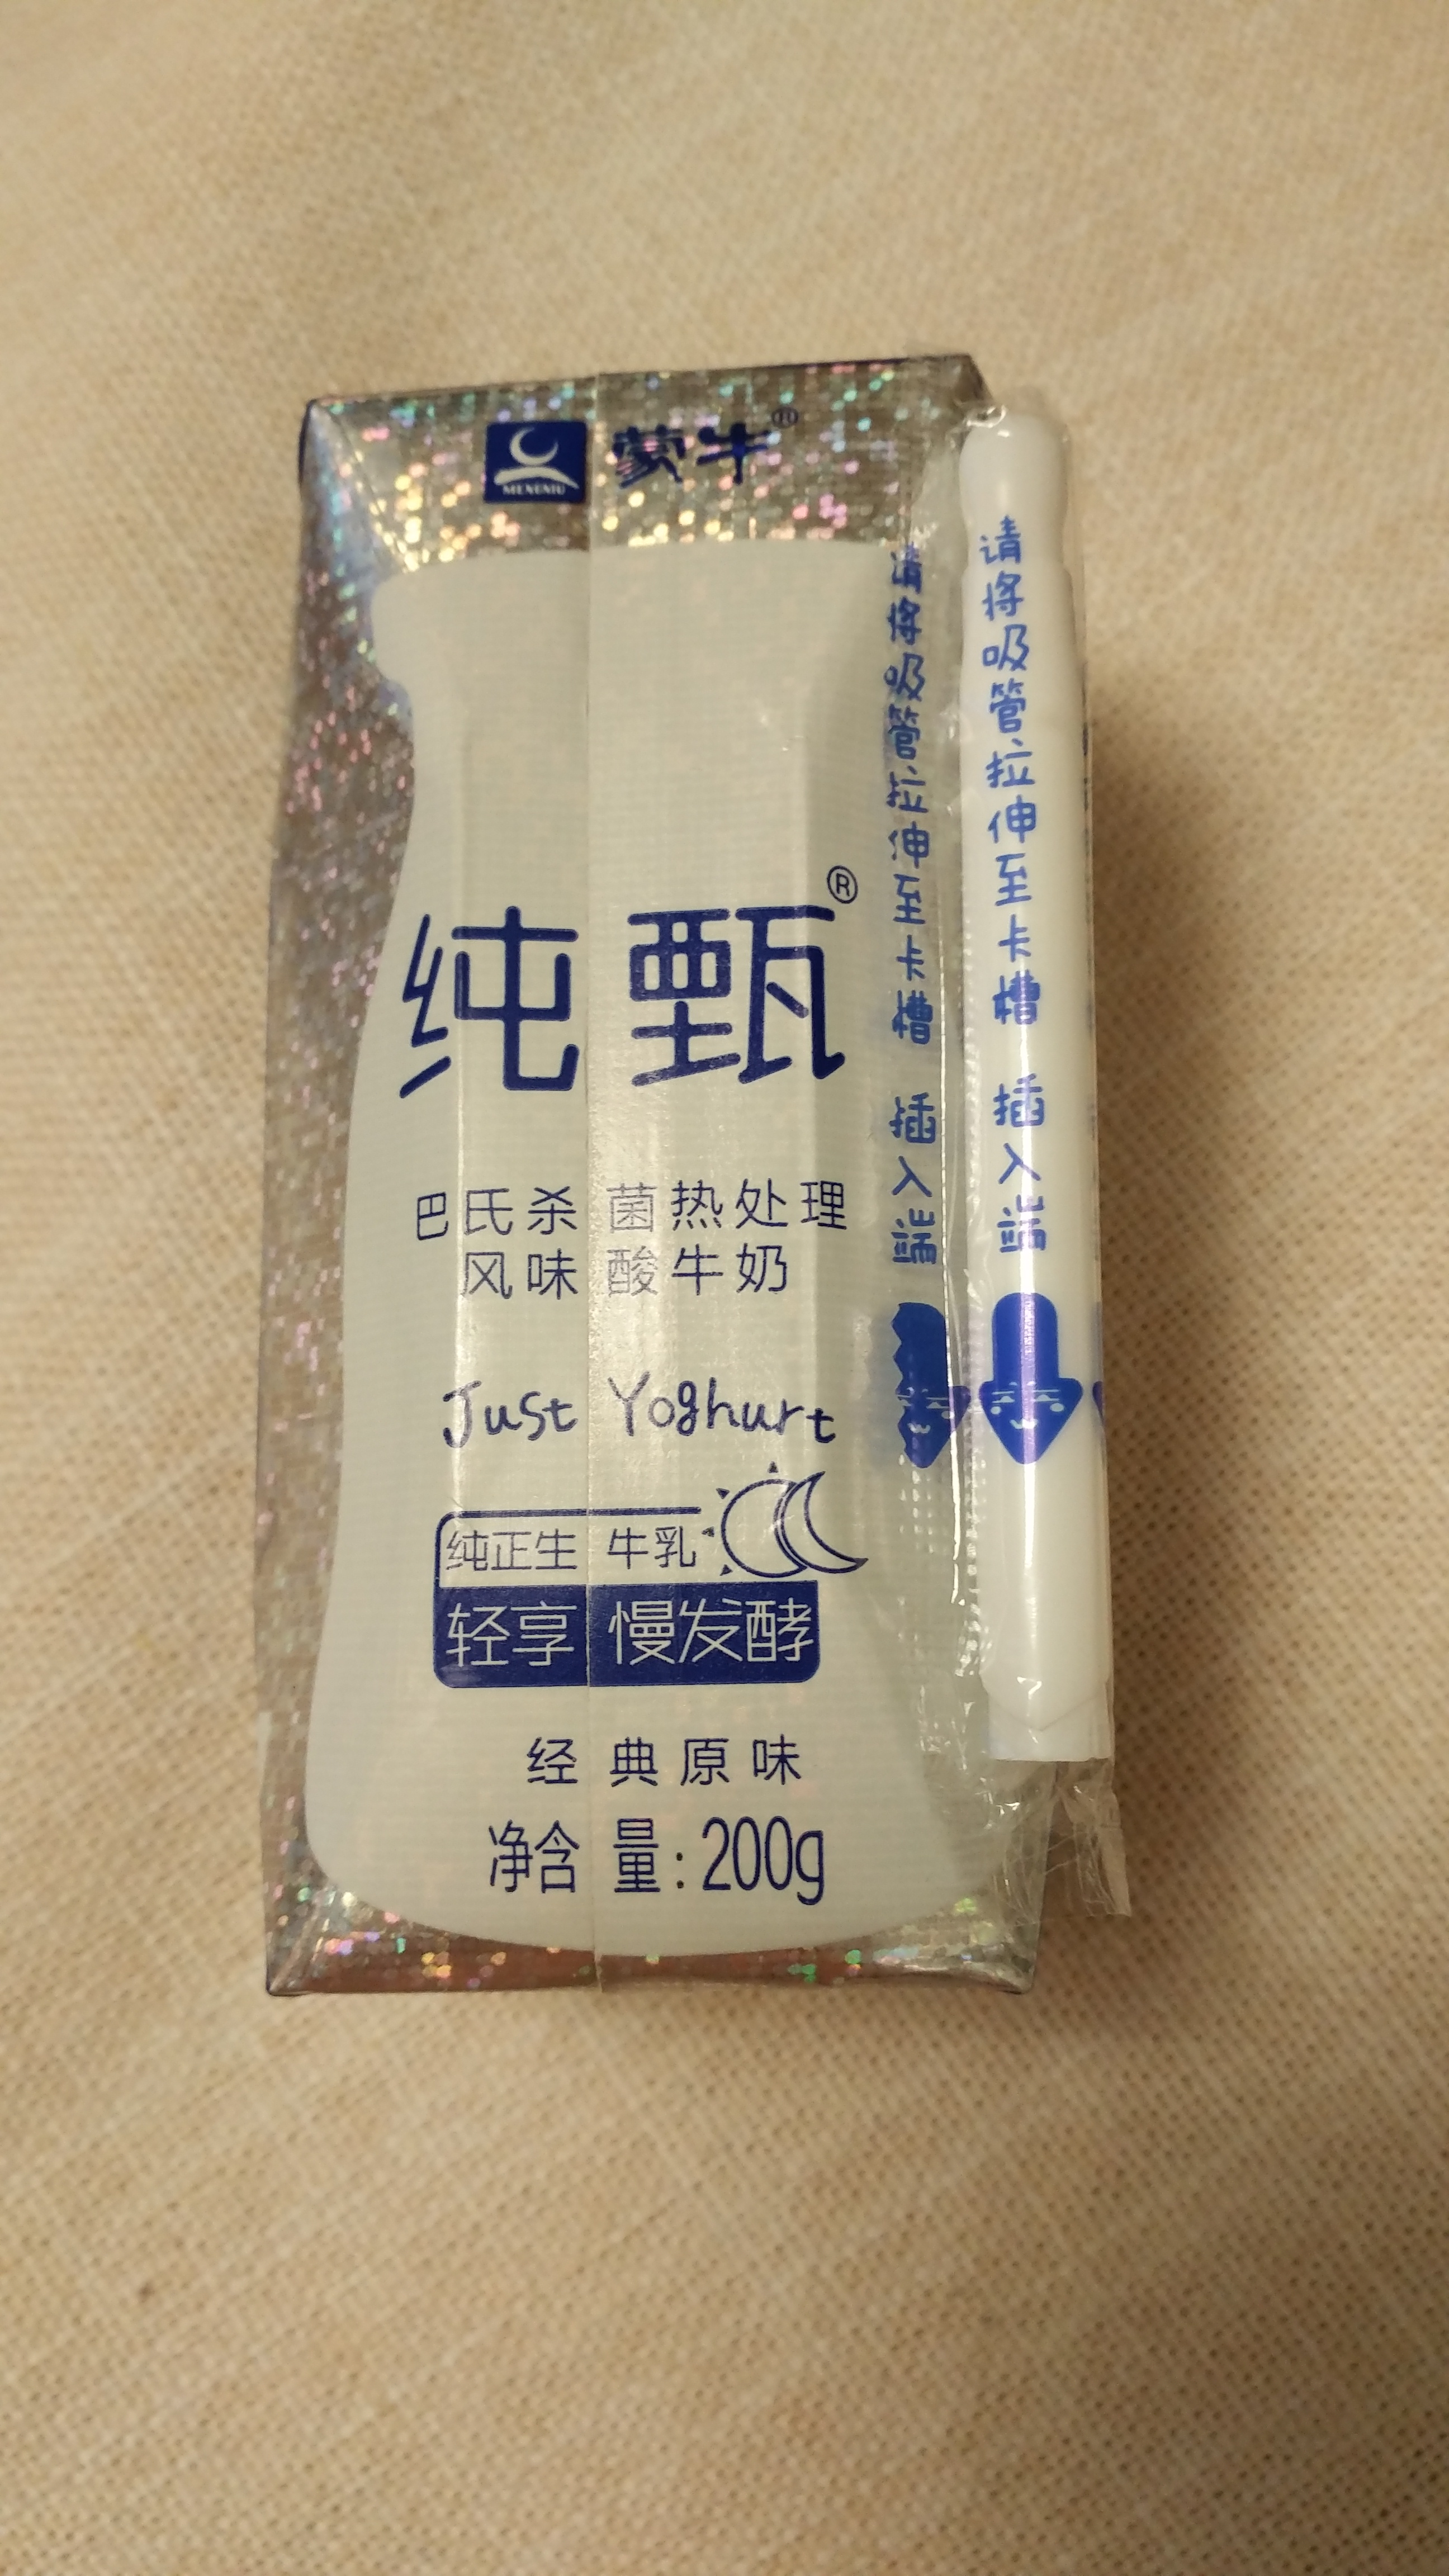 MENGNIU
蒙牛®
纯甄®
巴氏杀菌热处理
风味酸牛奶
Just Yoghurt
纯正生牛乳
轻享慢发酵
经典原味
净含量:200g
请将吸管拉伸至卡槽 插入端
请将吸管拉伸至卡槽 插入端